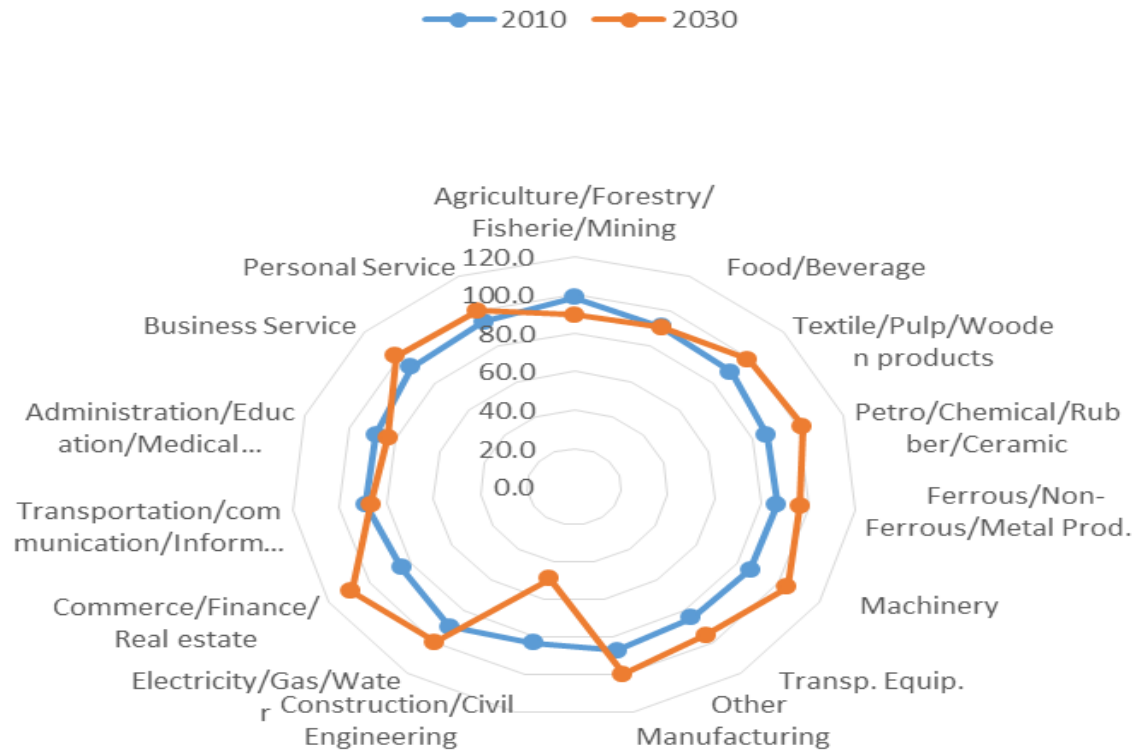 2010
2030
Agriculture/Forestry/
Fisherie/Mining
Food/Beverage
Textile/Pulp/Woode
n products
Petro/Chemical/Rub
ber/Ceramic
Ferrous/Non-
Ferrous/Metal Prod.
Machinery
Transp. Equip.
Other
Manufacturing
Construction/Civil
Engineering
Electricity/Gas/Wate
r
Commerce/Finance/
Real estate
Transportation/com
munication/Inform...
Administration/Educ
ation/Medical...
Business Service
Personal Service
120.0
100.0
80.0
60.0
40.0
20.0
0.0